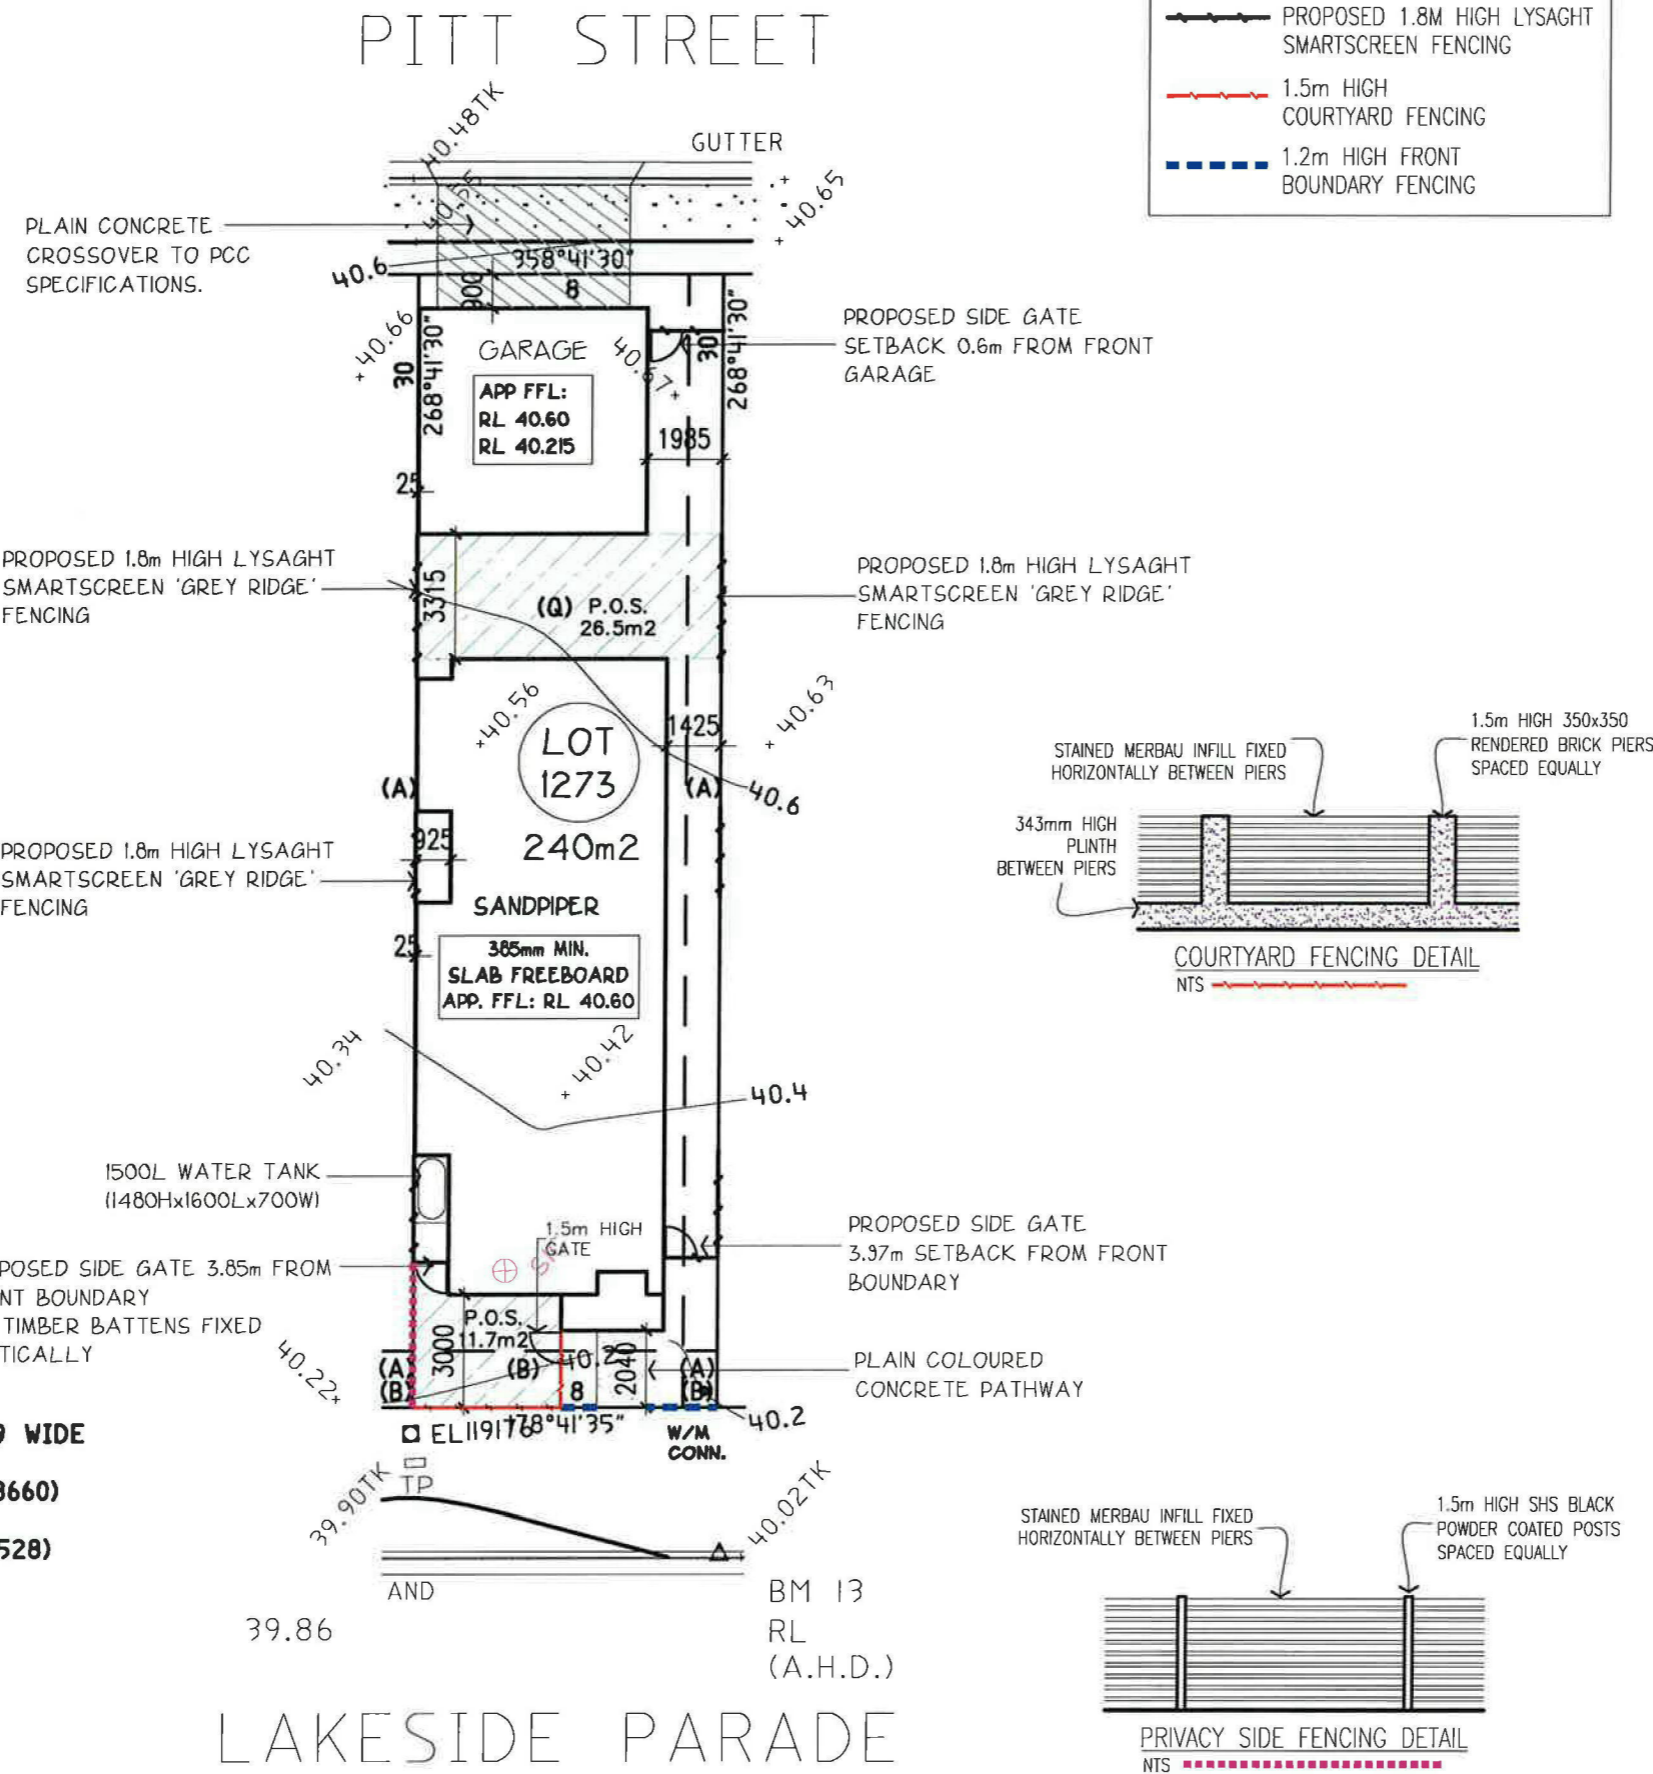 PITT STREET
PROPOSED 1.8M HIGH LYSAGHT
SMARTSCREEN FENCING
1.5m HIGH
COURTYARD FENCING
1.2m HIGH FRONT
BOUNDARY FENCING
40.48TK
GUTTER
40.55
40.65
PLAIN CONCRETE
CROSSOVER TO PCC
SPECIFICATIONS.
40.6
358°41'30"
900
8
40.66
30
268°41'30"
GARAGE
40.67
30
268°41'30"
PROPOSED SIDE GATE
SETBACK 0.6m FROM FRONT
GARAGE
APP FFL:
RL 40.60
RL 40.215
1985
25
PROPOSED 1.8m HIGH LYSAGHT
SMARTSCREEN 'GREY RIDGE'
FENCING
3315
(Q) P.O.S.
26.5m2
PROPOSED 1.8m HIGH LYSAGHT
SMARTSCREEN 'GREY RIDGE'
FENCING
40.56
LOT
1273
240m2
1425
40.63
(A)
(A)
40.6
925
PROPOSED 1.8m HIGH LYSAGHT
SMARTSCREEN 'GREY RIDGE'
FENCING
SANDPIPER
25
385mm MIN.
SLAB FREEBOARD
APP. FFL: RL 40.60
40.34
40.42
40.4
1500L WATER TANK
(1480Hx1600Lx700W)
1.5m HIGH
GATE
PROPOSED SIDE GATE
3.97m SETBACK FROM FRONT
BOUNDARY
POSED SIDE GATE 3.85m FROM
NT BOUNDARY
TIMBER BATTENS FIXED
TICALLY
P.O.S.
11.7m2
3000
(B)
40.2
8
2040
(A)
(B)
(A)
(B)
PLAIN COLOURED
CONCRETE PATHWAY
40.22
EL119176
178°41'35"
W/M
CONN.
40.2
WIDE
3660)
528)
TP
39.90TK
40.02TK
AND
39.86
BM 13
RL
(A.H.D.)
LAKESIDE PARADE
STAINED MERBAU INFILL FIXED
HORIZONTALLY BETWEEN PIERS
1.5m HIGH 350x350
RENDERED BRICK PIERS
SPACED EQUALLY
343mm HIGH
PLINTH
BETWEEN PIERS
COURTYARD FENCING DETAIL
NTS
STAINED MERBAU INFILL FIXED
HORIZONTALLY BETWEEN PIERS
1.5m HIGH SHS BLACK
POWDER COATED POSTS
SPACED EQUALLY
PRIVACY SIDE FENCING DETAIL
NTS